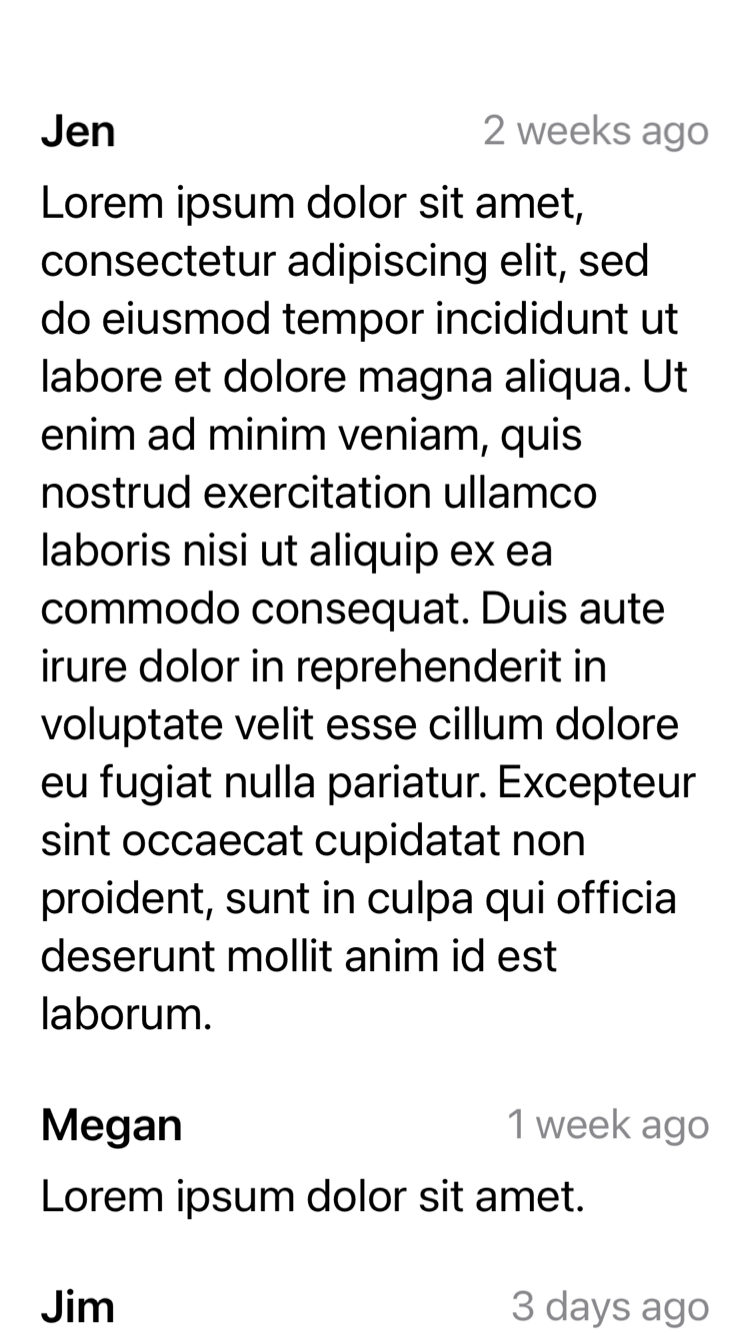 Jen 2 weeks ago
Lorem ipsum dolor sit amet,
consectetur adipiscing elit, sed
do eiusmod tempor incididunt ut
labore et dolore magna aliqua. Ut
enim ad minim veniam, quis
nostrud exercitation ullamco
laboris nisi ut aliquip ex ea
commodo consequat. Duis aute
irure dolor in reprehenderit in
voluptate velit esse cillum dolore
eu fugiat nulla pariatur. Excepteur
sint occaecat cupidatat non
proident, sunt in culpa qui officia
deserunt mollit anim id est
laborum.
Megan 1 week ago
Lorem ipsum dolor sit amet.
Jim 3 days ago